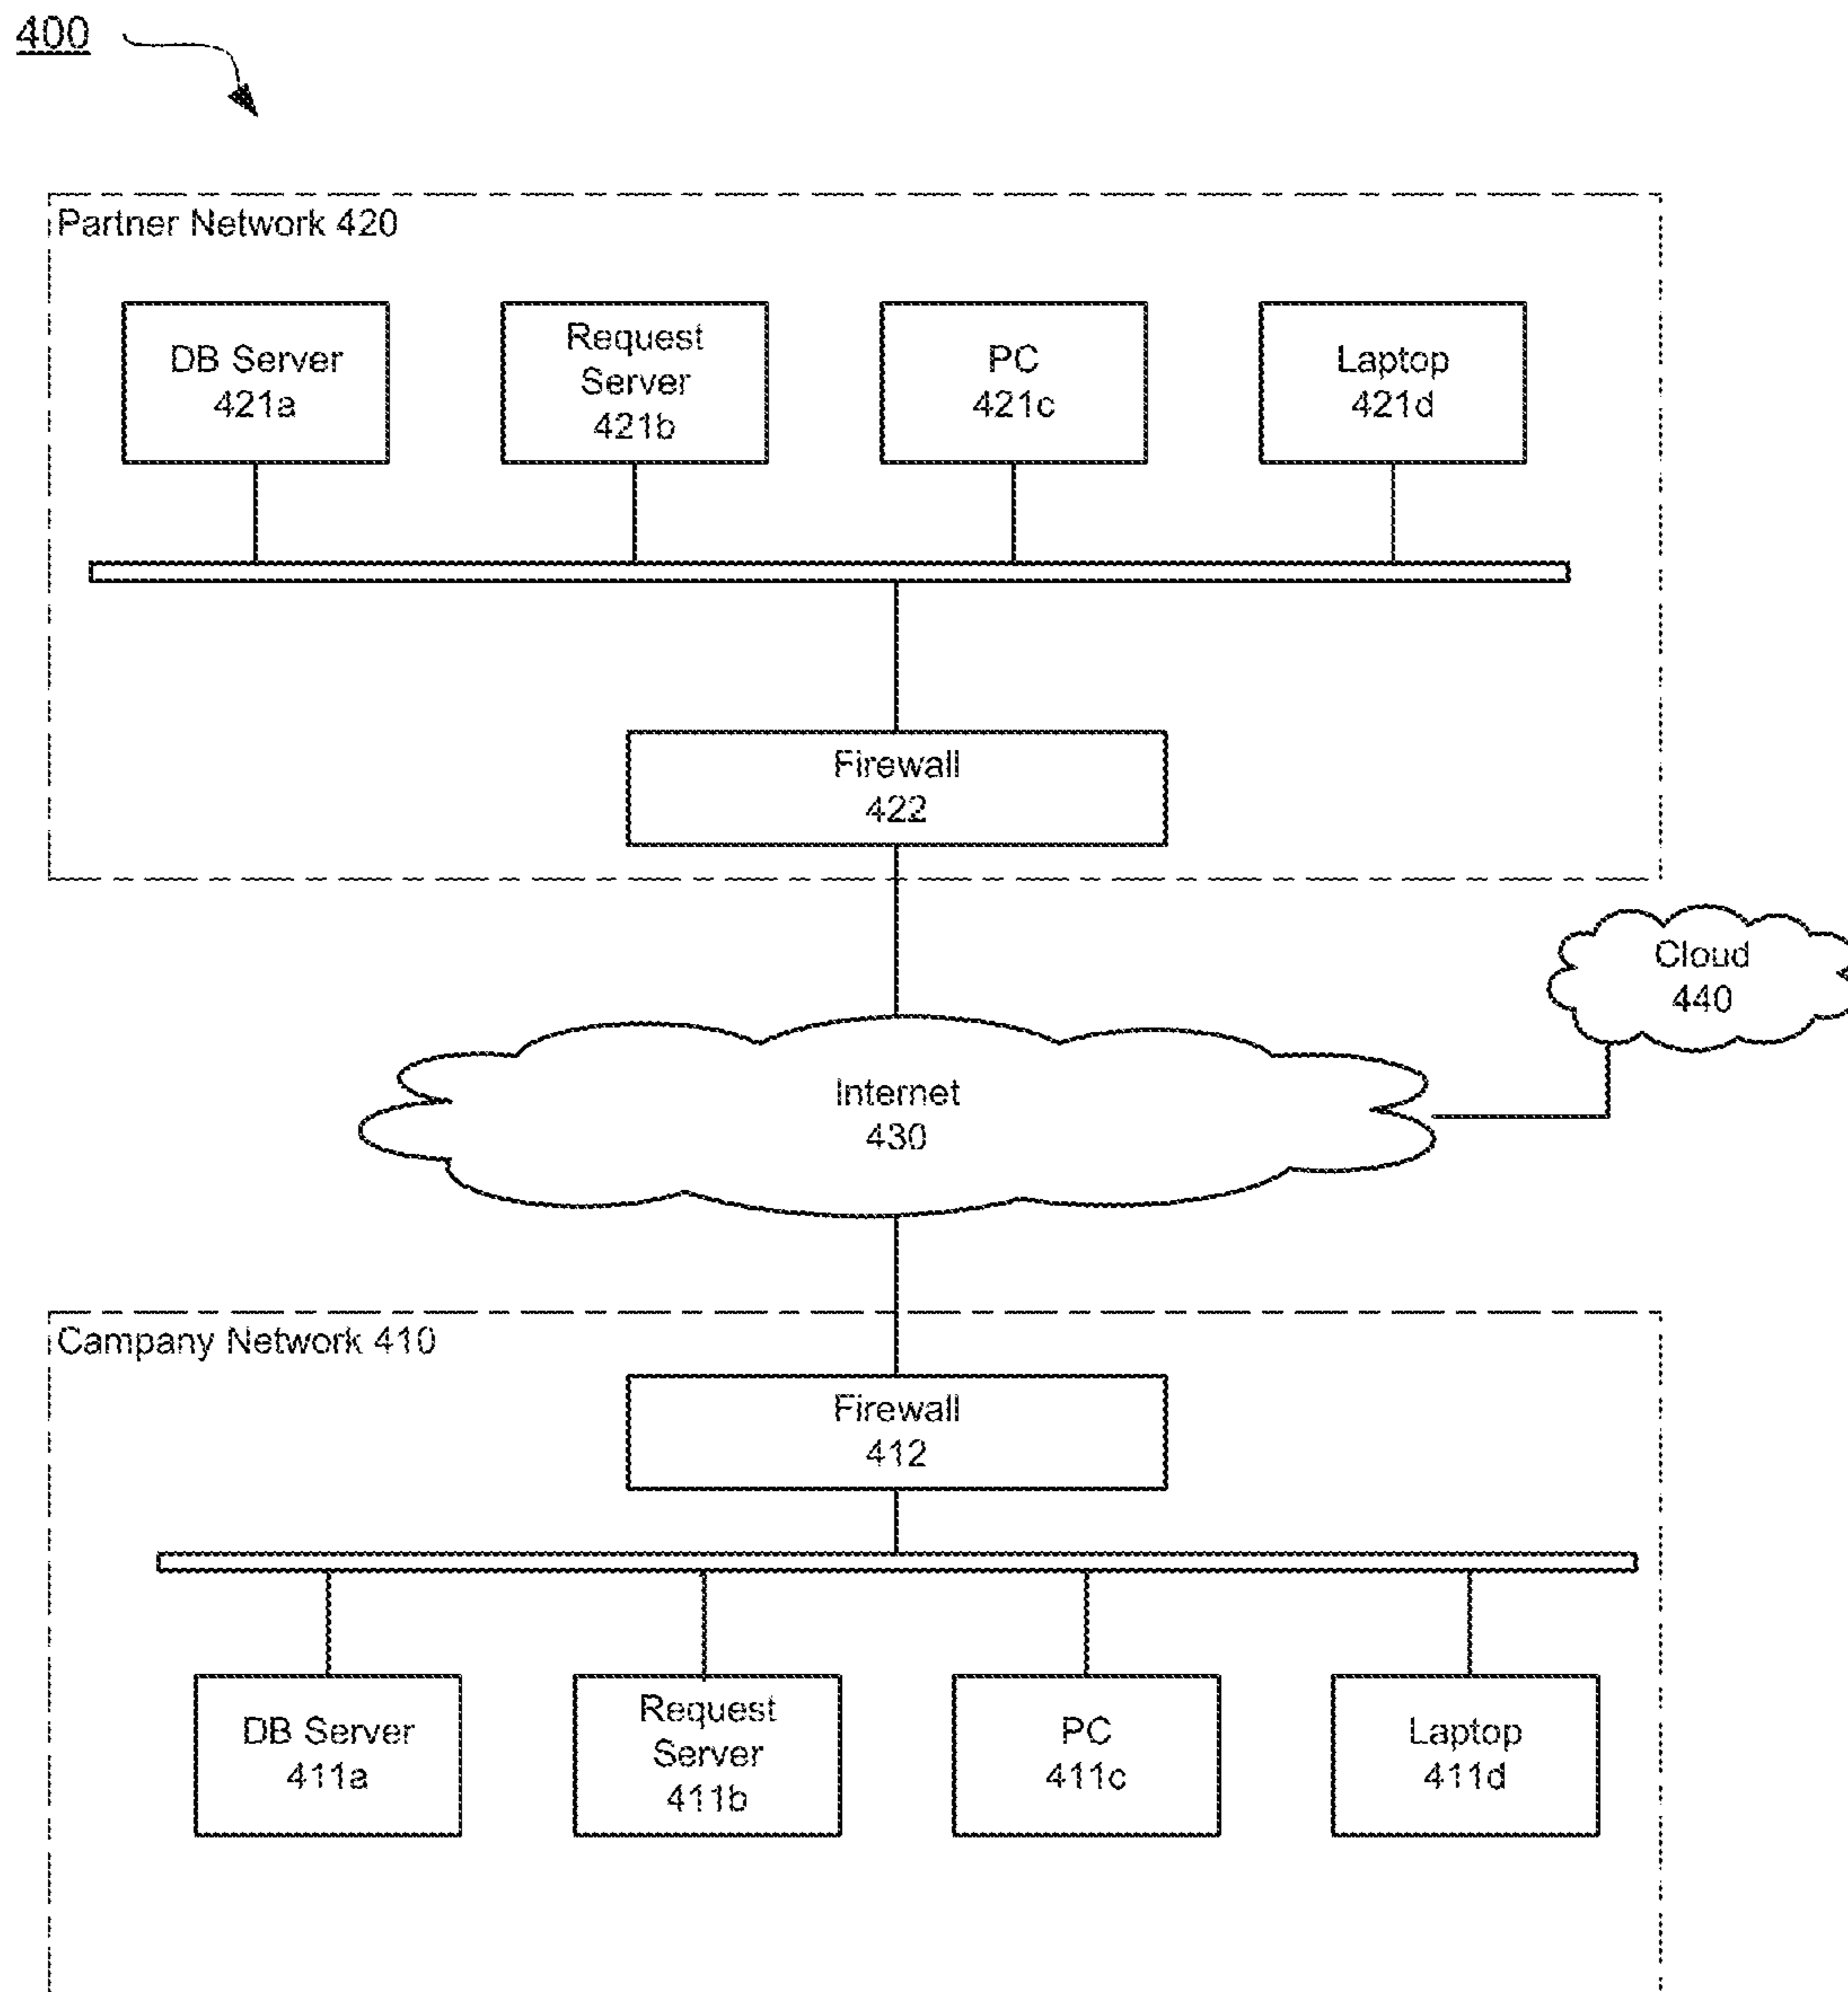 400
Partner Network 420
DB Server
421a
Request
Server
421b
PC
421c
Laptop
421d
Firewall
422
Cloud
440
Internet
430
Campany Network 410
Firewall
412
DB Server
411a
Request
Server
411b
PC
411c
Laptop
411d